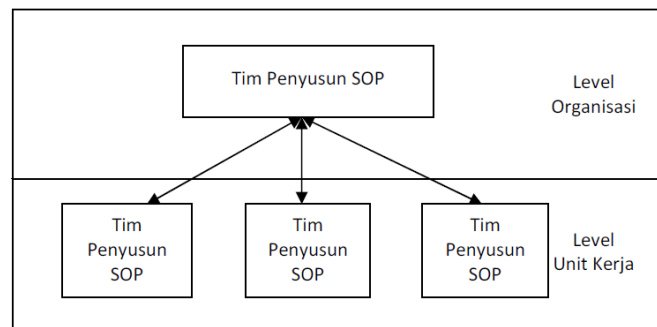 Tim Penyusun SOP
Level
Organisasi
Tim
Penyusun
SOP
Tim
Penyusun
SOP
Tim
Penyusun
SOP
Level
Unit Kerja